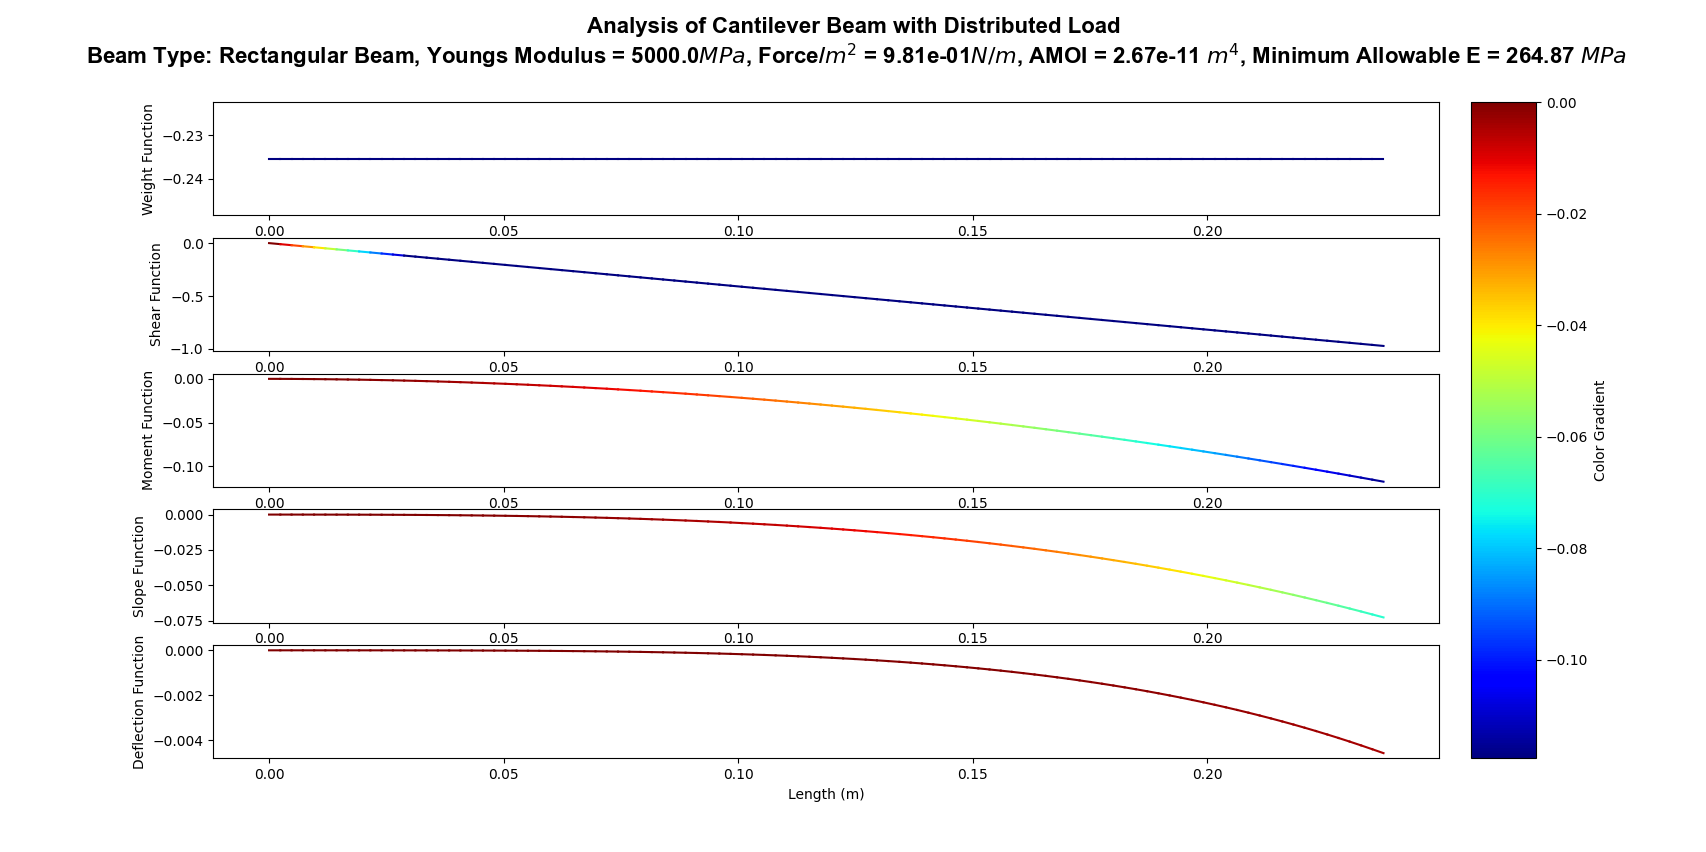 Analysis of Cantilever Beam with Distributed Load
Beam Type: Rectangular Beam, Youngs Modulus = 5000.0MPa, Force/m² = 9.81e-01N/m, AMOI = 2.67e-11 m⁴, Minimum Allowable E = 264.87 MPa
Weight Function
−0.23
−0.24
0.00 0.05 0.10 0.15 0.20
Shear Function
0.0
−0.5
−1.0
0.00 0.05 0.10 0.15 0.20
Moment Function
0.00
−0.05
−0.10
0.00 0.05 0.10 0.15 0.20
Slope Function
0.000
−0.025
−0.050
−0.075
0.00 0.05 0.10 0.15 0.20
Deflection Function
0.000
−0.002
−0.004
0.00 0.05 0.10 0.15 0.20
Length (m)
0.00
−0.02
−0.04
−0.06
−0.08
−0.10
Color Gradient